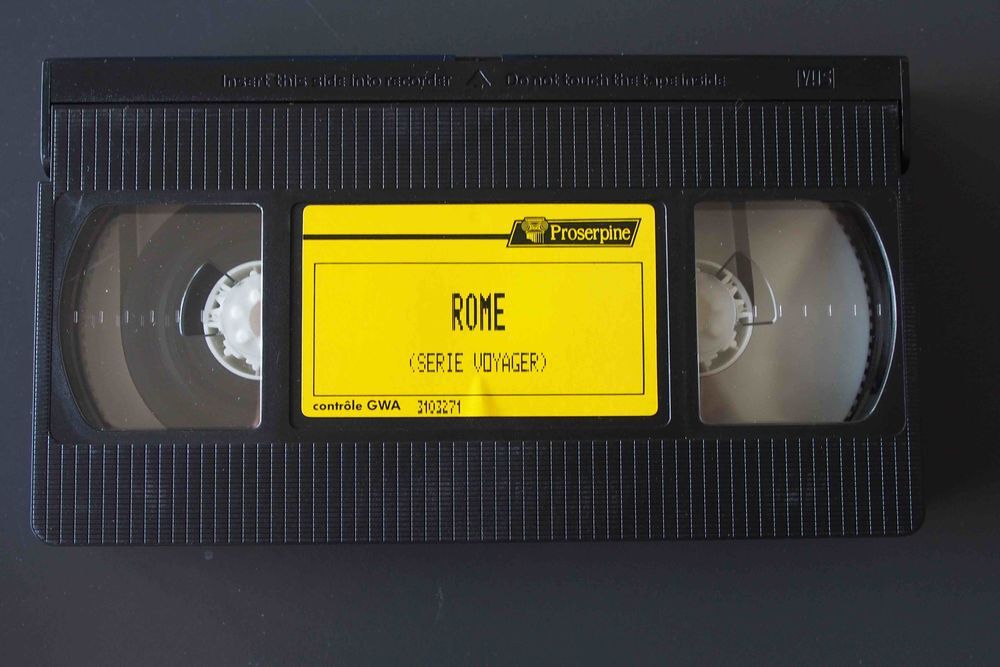 Insert this side into recorder △ Do not touch the tape inside VHS
Proserpine
ROME
(SERIE VOYAGER)
contrôle GWA 3103271